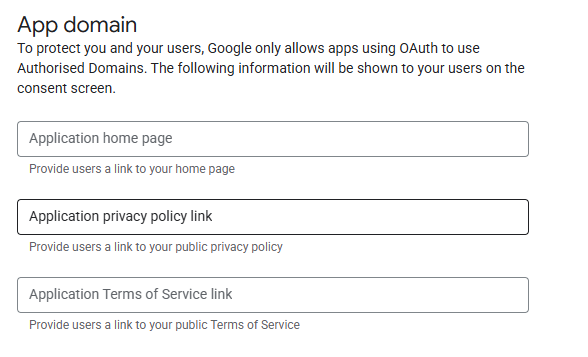 App domain
To protect you and your users, Google only allows apps using OAuth to use
Authorised Domains. The following information will be shown to your users on the
consent screen.
Application home page
Provide users a link to your home page
Application privacy policy link
Provide users a link to your public privacy policy
Application Terms of Service link
Provide users a link to your public Terms of Service